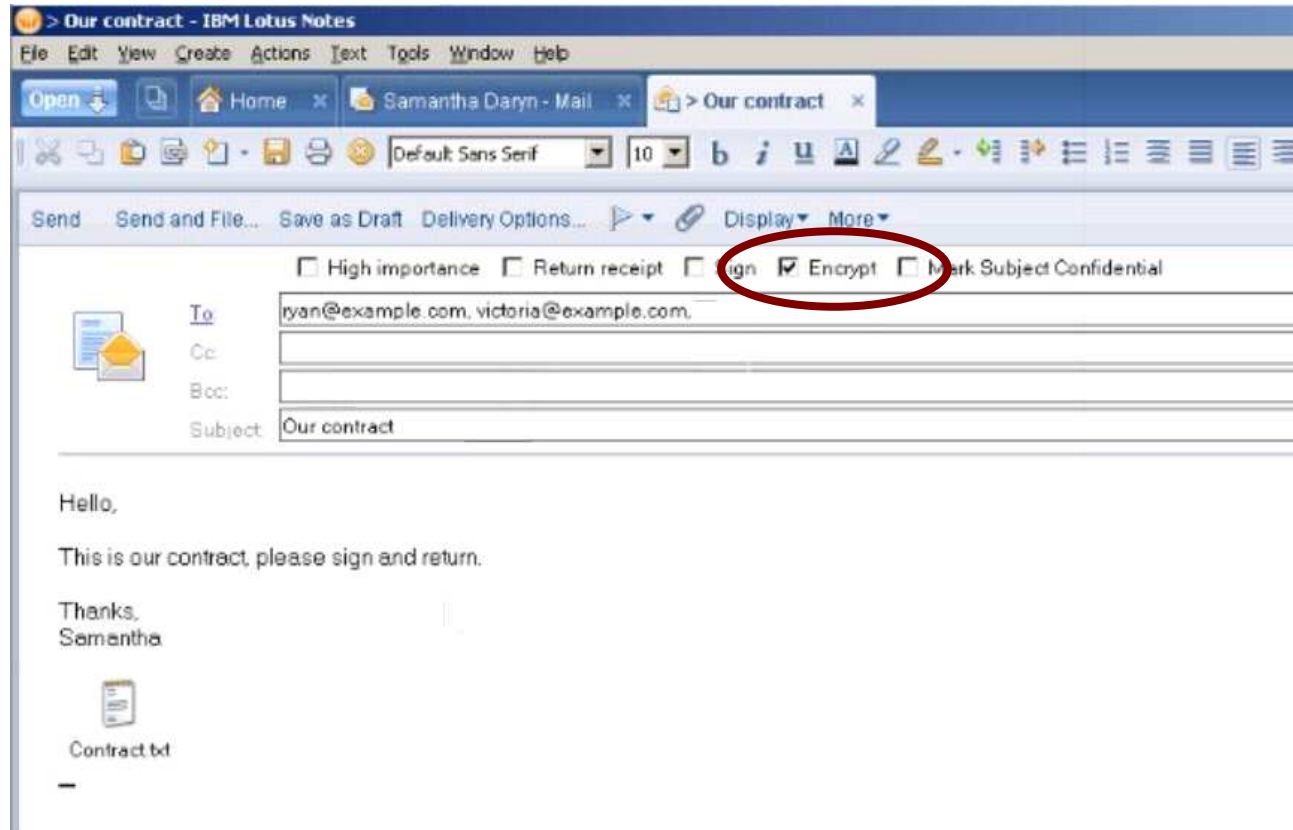 > Our contract - IBM Lotus Notes
File Edit View Create Actions Text Tools Window Help
Open Home Samantha Daryn - Mail > Our contract
Default Sans Serif 10 b i u A
Send Send and File... Save as Draft Delivery Options... Display More
High importance Return receipt Sign Encrypt Mark Subject Confidential
To ryan@example.com, victoria@example.com,
Cc:
Bcc:
Subject: Our contract
Hello,
This is our contract, please sign and return.
Thanks,
Samantha
Contract.txt